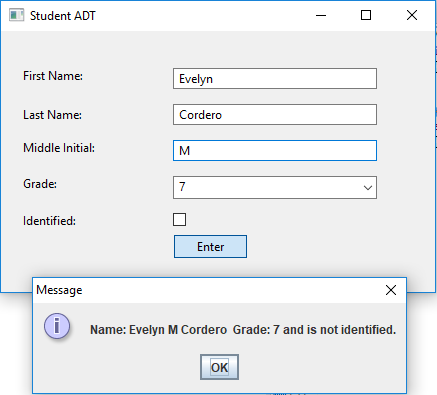 Student ADT
First Name: Evelyn
Last Name: Cordero
Middle Initial: M
Grade: 7
Identified:
Enter
Message
Name: Evelyn M Cordero  Grade: 7 and is not identified.
OK